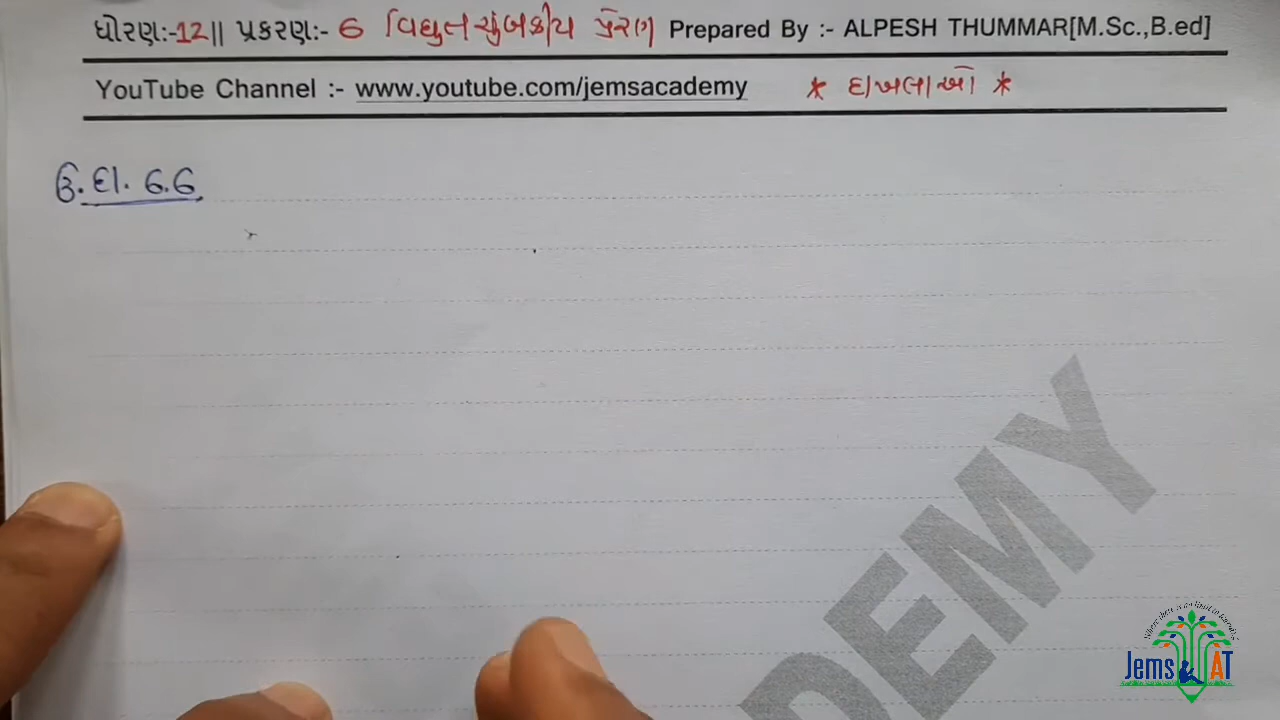 ધોરણ:-12|| પ્રકરણ:- 6 વિદ્યુતચુંબકીય પ્રેરણ Prepared By :- ALPESH THUMMAR[M.Sc.,B.ed]
YouTube Channel :- www.youtube.com/jemsacademy * દાખલાઓ *
ઉ.દા. 6.6
DEMY
Jems AT